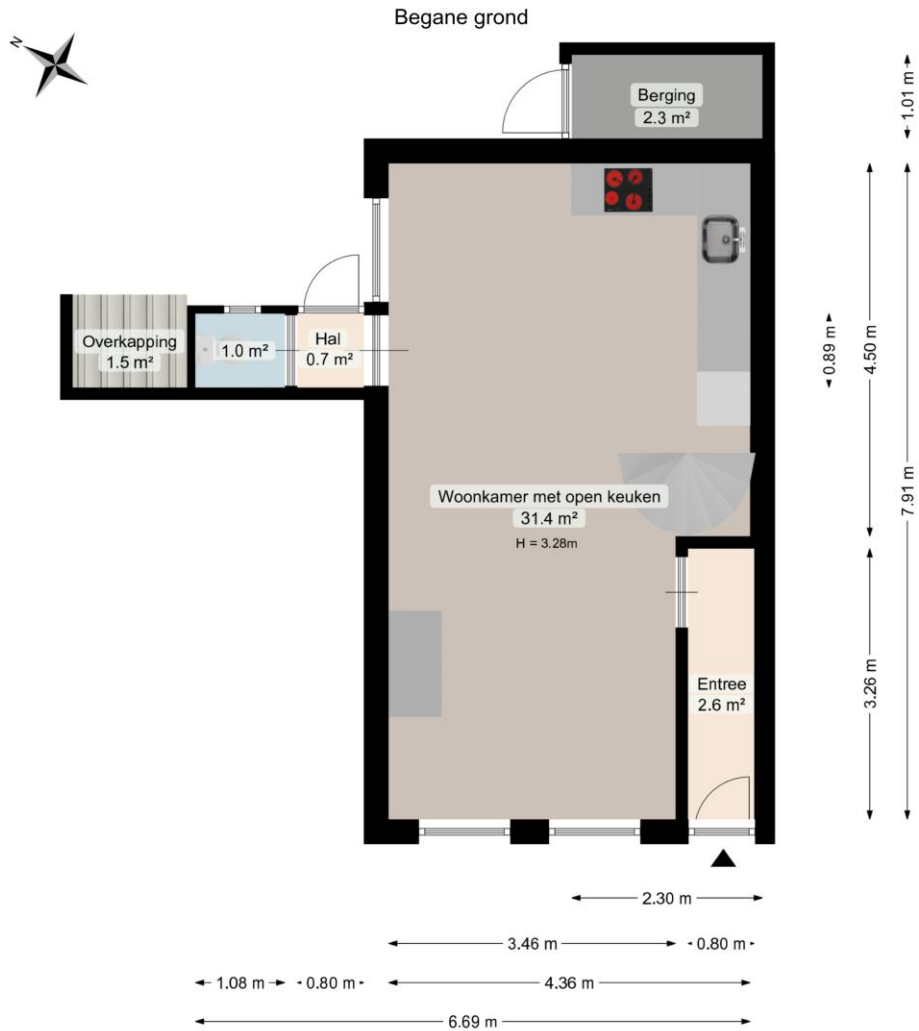 Begane grond
N
Berging
2.3 m²
1.01 m
Overkapping
1.5 m²
1.0 m²
Hal
0.7 m²
0.89 m
4.50 m
7.91 m
Woonkamer met open keuken
31.4 m²
H = 3.28m
Entree
2.6 m²
3.26 m
2.30 m
3.46 m
0.80 m
1.08 m
0.80 m
4.36 m
6.69 m